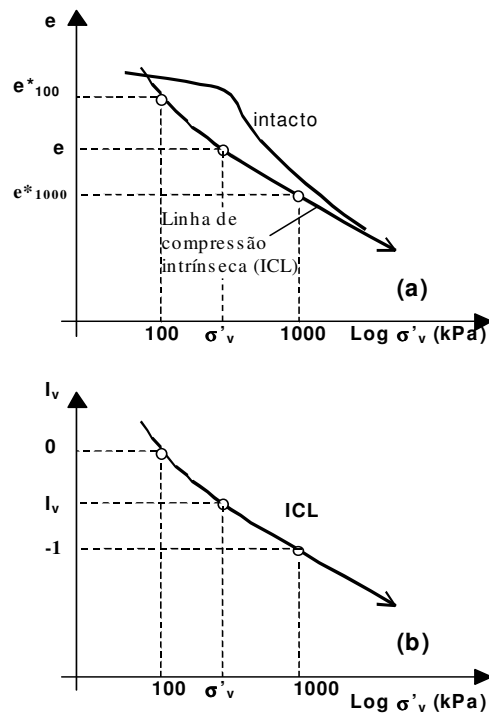 e
e*100
intacto
e
e*1000
Linha de
compressão
intrínseca (ICL)
(a)
100 σ'v 1000 Log σ'v (kPa)
Iv
0
Iv
ICL
-1
(b)
100 σ'v 1000 Log σ'v (kPa)